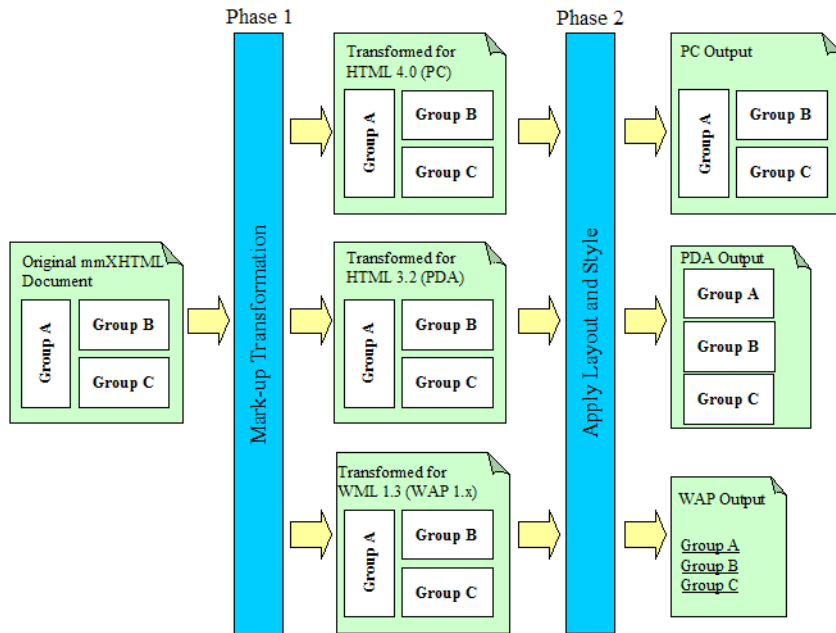 Phase 1
Phase 2
Original mmXHTML
Document
Group A
Group B
Group C
Mark-up Transformation
Transformed for
HTML 4.0 (PC)
Group A
Group B
Group C
Transformed for
HTML 3.2 (PDA)
Group A
Group B
Group C
Transformed for
WML 1.3 (WAP 1.x)
Group A
Group B
Group C
Apply Layout and Style
PC Output
Group A
Group B
Group C
PDA Output
Group A
Group B
Group C
WAP Output
Group A
Group B
Group C